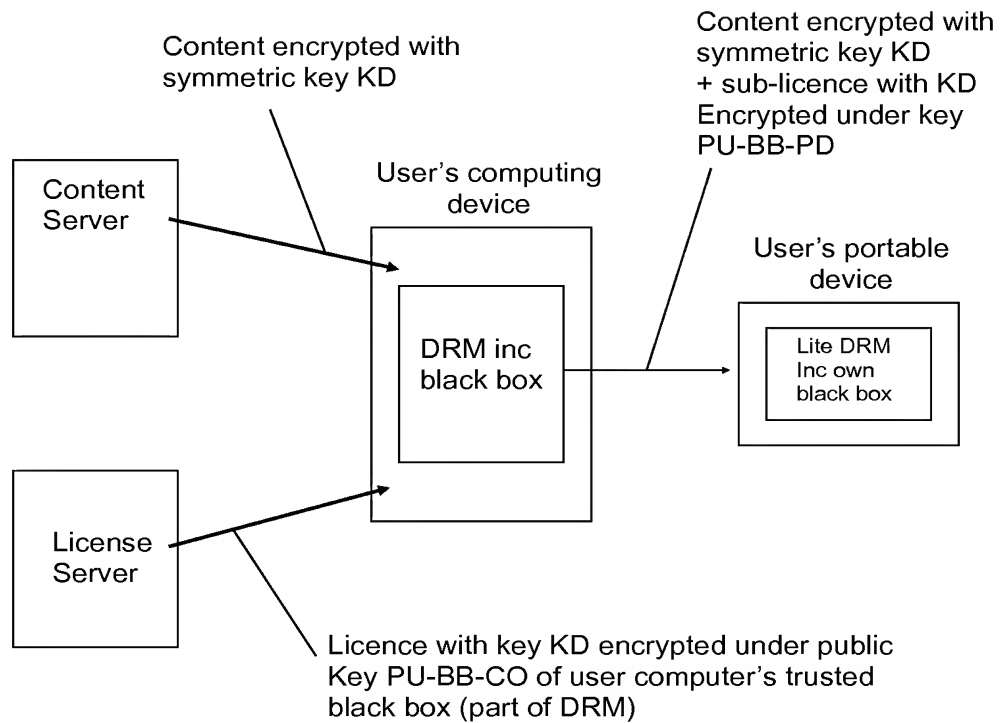 Content encrypted with
symmetric key KD
Content encrypted with
symmetric key KD
+ sub-licence with KD
Encrypted under key
PU-BB-PD
User’s computing
device
Content
Server
User’s portable
device
DRM inc
black box
Lite DRM
Inc own
black box
License
Server
Licence with key KD encrypted under public
Key PU-BB-CO of user computer’s trusted
black box (part of DRM)